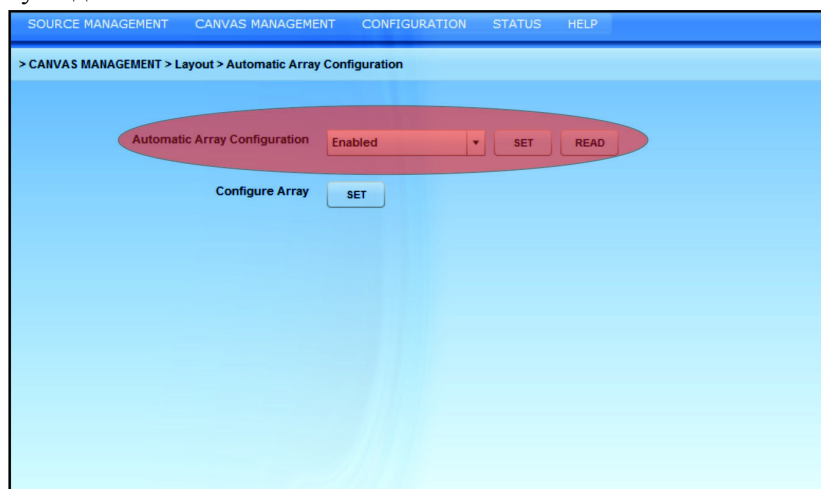 SOURCE MANAGEMENT CANVAS MANAGEMENT CONFIGURATION STATUS HELP
> CANVAS MANAGEMENT > Layout > Automatic Array Configuration
Automatic Array Configuration Enabled SET READ
Configure Array SET